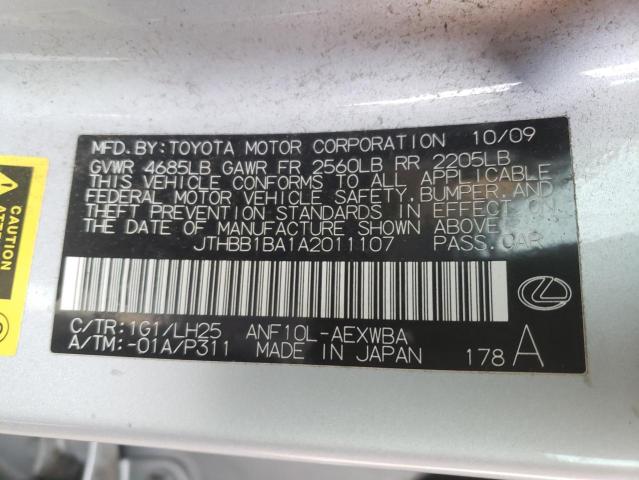 MFD. BY: TOYOTA MOTOR CORPORATION 10/09
GVWR 4685LB GAWR FR 2560LB RR 2205LB
THIS VEHICLE CONFORMS TO ALL APPLICABLE
FEDERAL MOTOR VEHICLE SAFETY, BUMPER, AND
THEFT PREVENTION STANDARDS IN EFFECT ON
THE DATE OF MANUFACTURE SHOWN ABOVE.
JTHBB1BA1A2011107 PASS. CAR
C/TR: 1G1/LH25 ANF10L-AEXWBA
A/TM: -01A/P311 MADE IN JAPAN 178 A